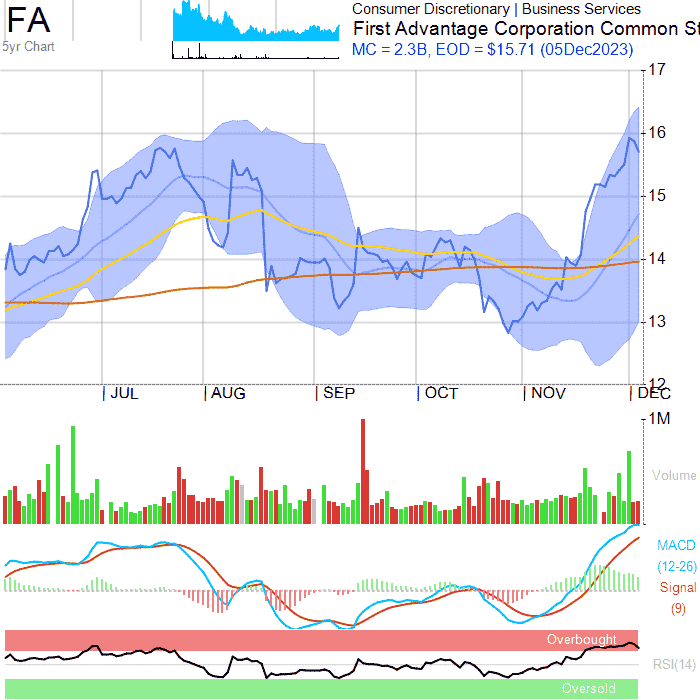 FA
5yr Chart
Consumer Discretionary | Business Services
First Advantage Corporation Common St
MC = 2.3B, EOD = $15.71 (05Dec2023)
17
16
15
14
13
12
JUL AUG SEP OCT NOV DEC
1M
Volume
MACD
(12-26)
Signal
(9)
Overbought
RSI(14)
Oversold